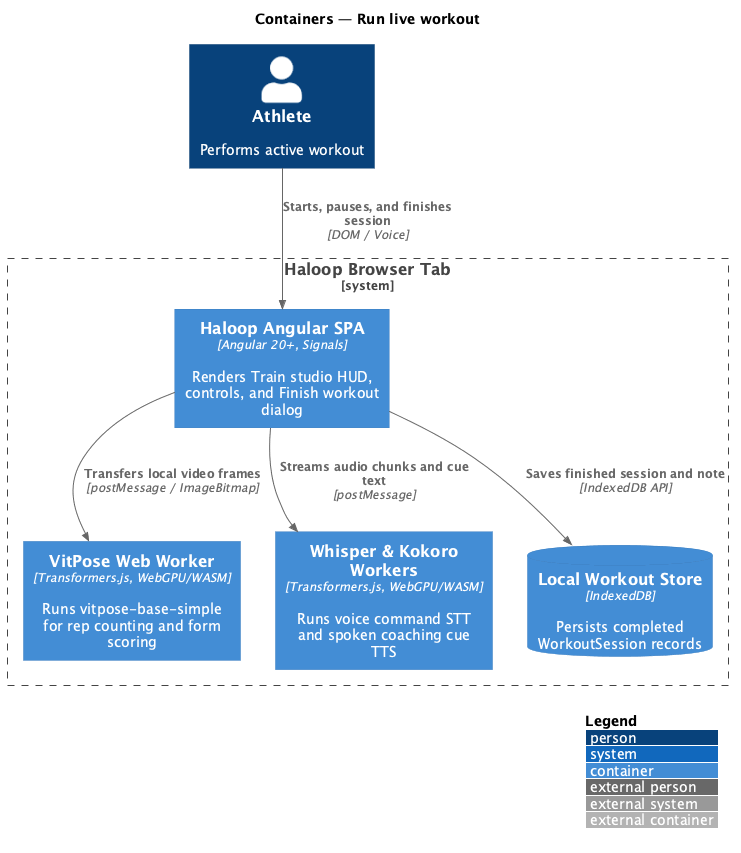 Containers — Run live workout
Athlete
Performs active workout
Starts, pauses, and finishes
session
[DOM / Voice]
Haloop Browser Tab
[system]
Haloop Angular SPA
[Angular 20+, Signals]
Renders Train studio HUD,
controls, and Finish workout
dialog
Transfers local video frames
[postMessage / ImageBitmap]
Streams audio chunks and cue
text
[postMessage]
Saves finished session and note
[IndexedDB API]
VitPose Web Worker
[Transformers.js, WebGPU/WASM]
Runs vitpose-base-simple
for rep counting and form
scoring
Whisper & Kokoro
Workers
[Transformers.js, WebGPU/WASM]
Runs voice command STT
and spoken coaching cue
TTS
Local Workout Store
[IndexedDB]
Persists completed
WorkoutSession records
Legend
person
system
container
external person
external system
external container